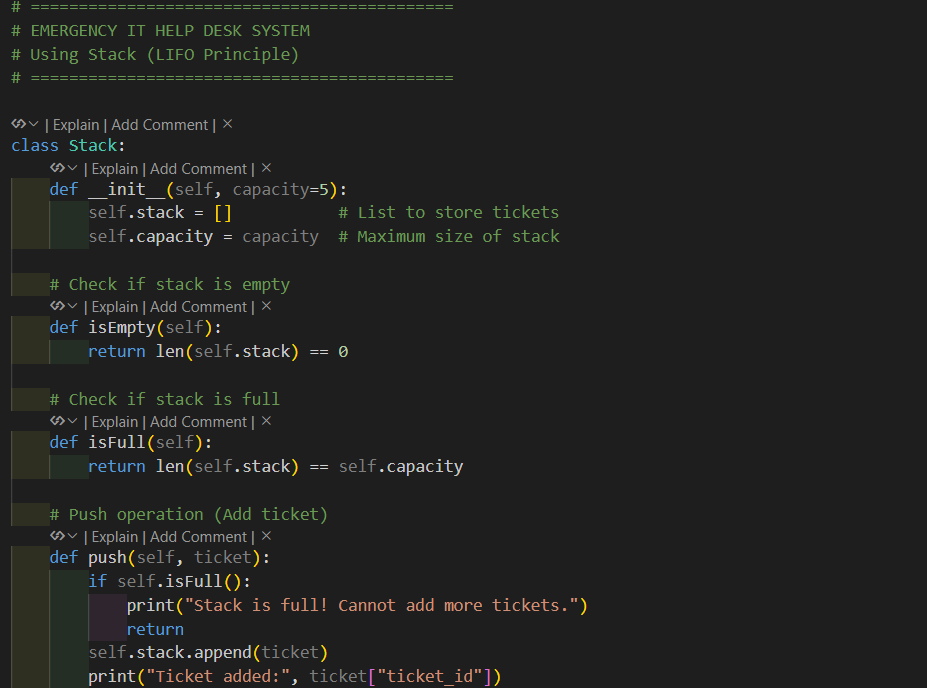 # ============================================
# EMERGENCY IT HELP DESK SYSTEM
# Using Stack (LIFO Principle)
# ============================================
| Explain | Add Comment | ×
class Stack:
| Explain | Add Comment | ×
def __init__(self, capacity=5):
self.stack = []           # List to store tickets
self.capacity = capacity  # Maximum size of stack
# Check if stack is empty
| Explain | Add Comment | ×
def isEmpty(self):
return len(self.stack) == 0
# Check if stack is full
| Explain | Add Comment | ×
def isFull(self):
return len(self.stack) == self.capacity
# Push operation (Add ticket)
| Explain | Add Comment | ×
def push(self, ticket):
if self.isFull():
print("Stack is full! Cannot add more tickets.")
return
self.stack.append(ticket)
print("Ticket added:", ticket["ticket_id"])